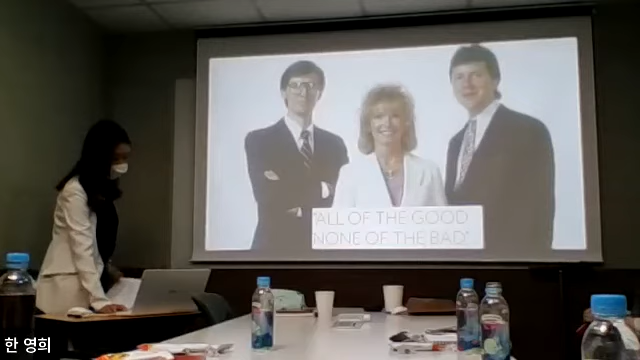 "ALL OF THE GOOD
NONE OF THE BAD"
한 영희